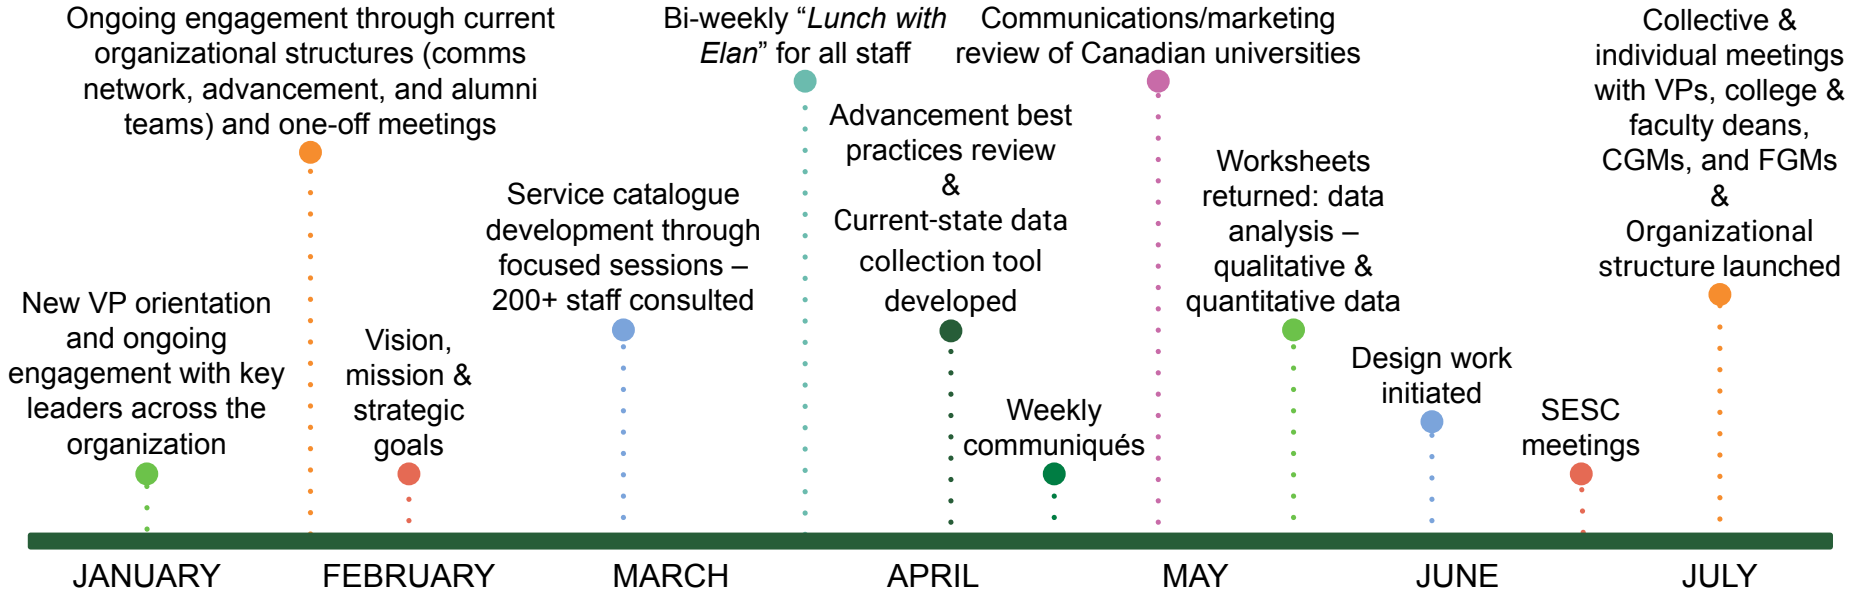 Ongoing engagement through current
organizational structures (comms
network, advancement, and alumni
teams) and one-off meetings
Bi-weekly “Lunch with
Elan” for all staff
Communications/marketing
review of Canadian universities
Collective &
individual meetings
with VPs, college &
faculty deans,
CGMs, and FGMs
&
Organizational
structure launched
Advancement best
practices review
&
Current-state data
collection tool
developed
Worksheets
returned: data
analysis –
qualitative &
quantitative data
Service catalogue
development through
focused sessions –
200+ staff consulted
New VP orientation
and ongoing
engagement with key
leaders across the
organization
Vision,
mission &
strategic
goals
Weekly
communiqués
Design work
initiated
SESC
meetings
JANUARY
FEBRUARY
MARCH
APRIL
MAY
JUNE
JULY